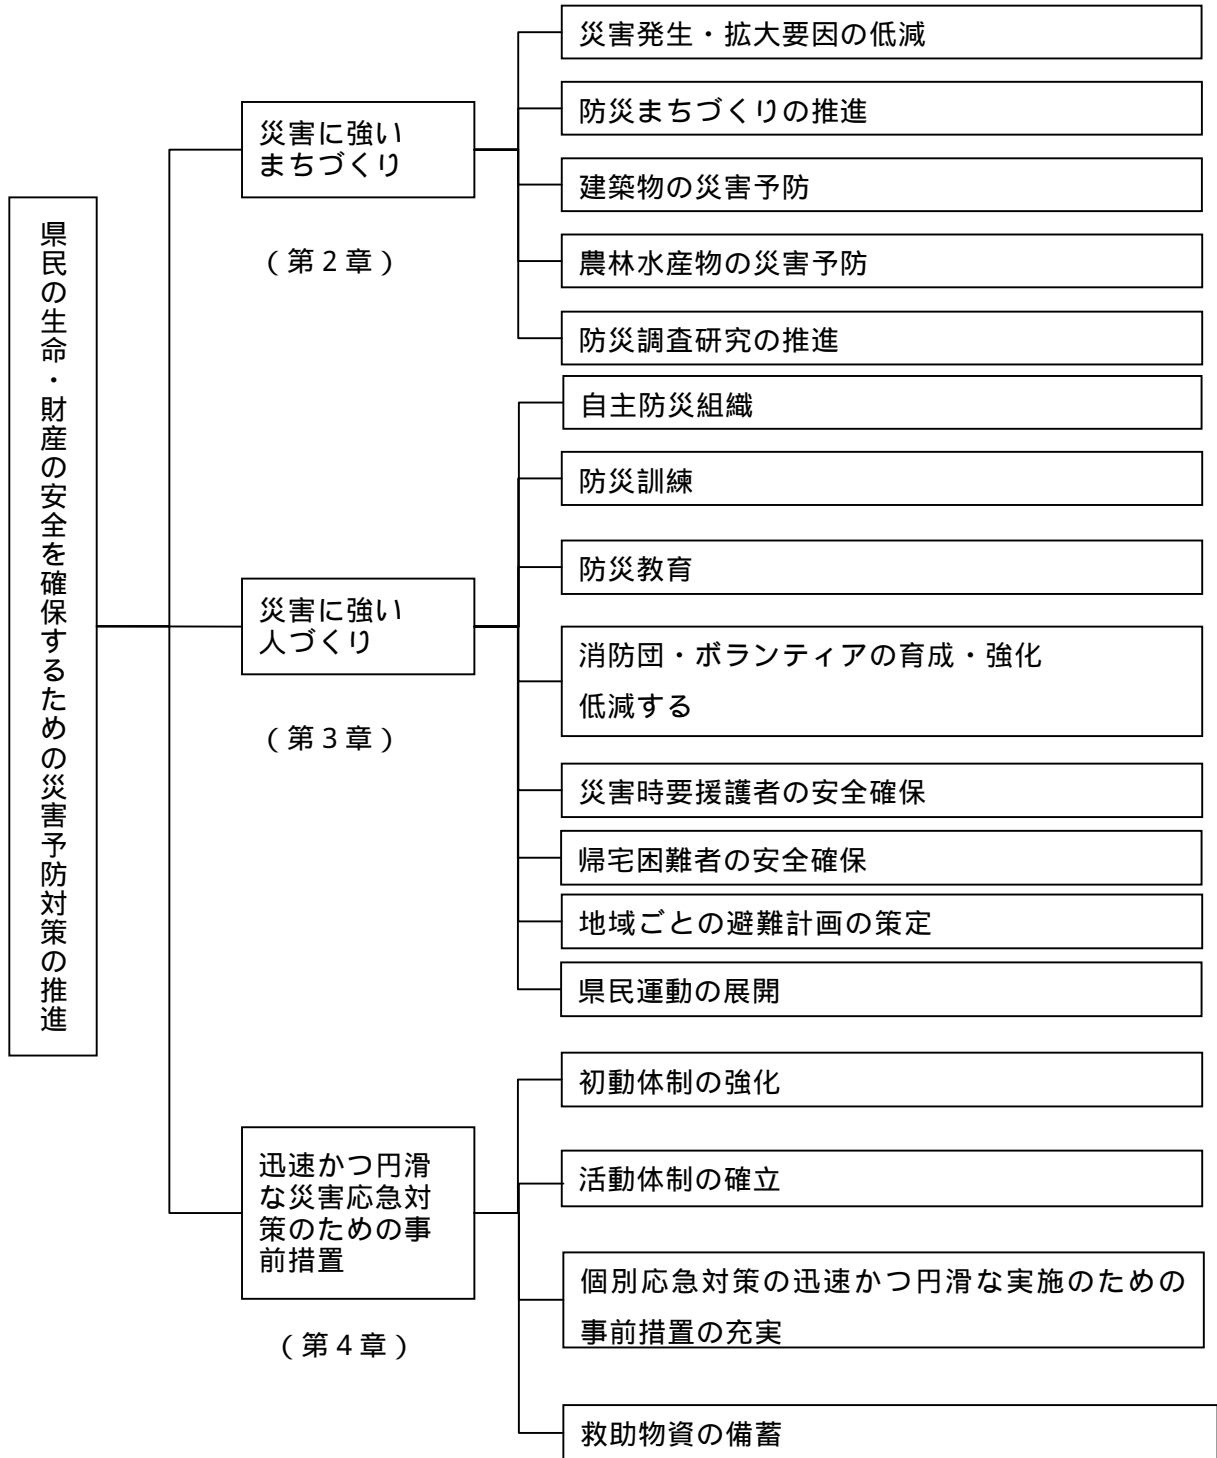 県民の生命・財産の安全を確保するための災害予防対策の推進
災害に強い
まちづくり
（第２章）
災害発生・拡大要因の低減
防災まちづくりの推進
建築物の災害予防
農林水産物の災害予防
防災調査研究の推進
災害に強い
人づくり
（第３章）
自主防災組織
防災訓練
防災教育
消防団・ボランティアの育成・強化
低減する
災害時要援護者の安全確保
帰宅困難者の安全確保
地域ごとの避難計画の策定
県民運動の展開
迅速かつ円滑
な災害応急対
策のための事
前措置
（第４章）
初動体制の強化
活動体制の確立
個別応急対策の迅速かつ円滑な実施のための
事前措置の充実
救助物資の備蓄